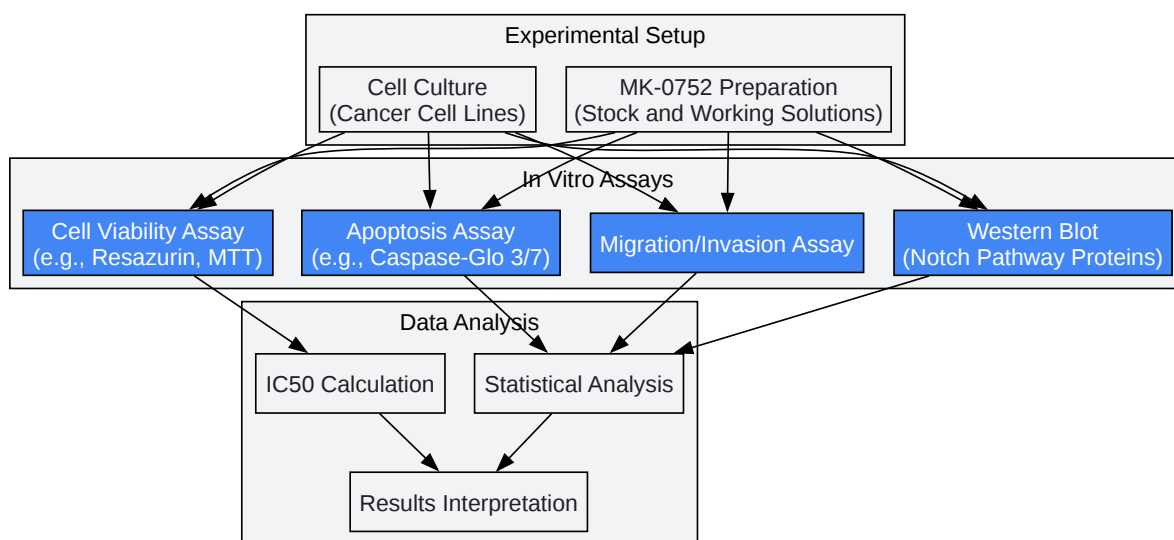 Experimental Setup
Cell Culture
(Cancer Cell Lines)
MK-0752 Preparation
(Stock and Working Solutions)
In Vitro Assays
Cell Viability Assay
(e.g., Resazurin, MTT)
Apoptosis Assay
(e.g., Caspase-Glo 3/7)
Migration/Invasion Assay
Western Blot
(Notch Pathway Proteins)
Data Analysis
IC50 Calculation
Statistical Analysis
Results Interpretation